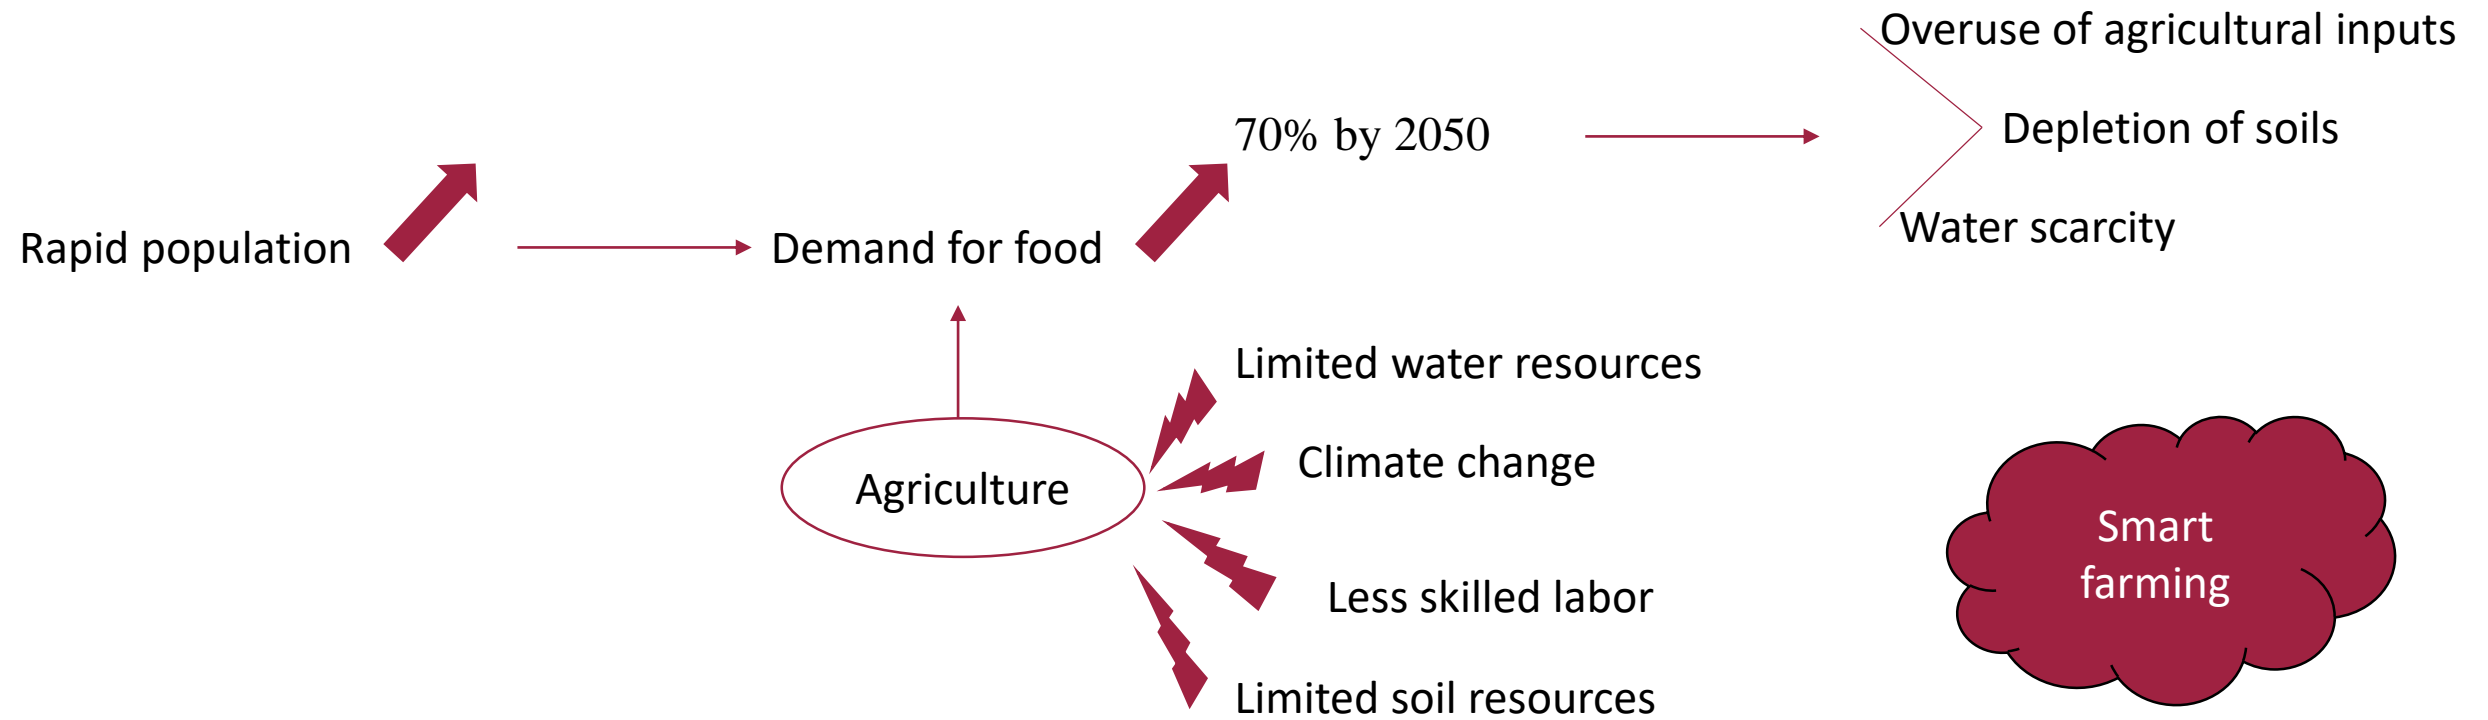 Overuse of agricultural inputs
70% by 2050
Depletion of soils
Water scarcity
Rapid population
Demand for food
Limited water resources
Climate change
Agriculture
Smart
farming
Less skilled labor
Limited soil resources